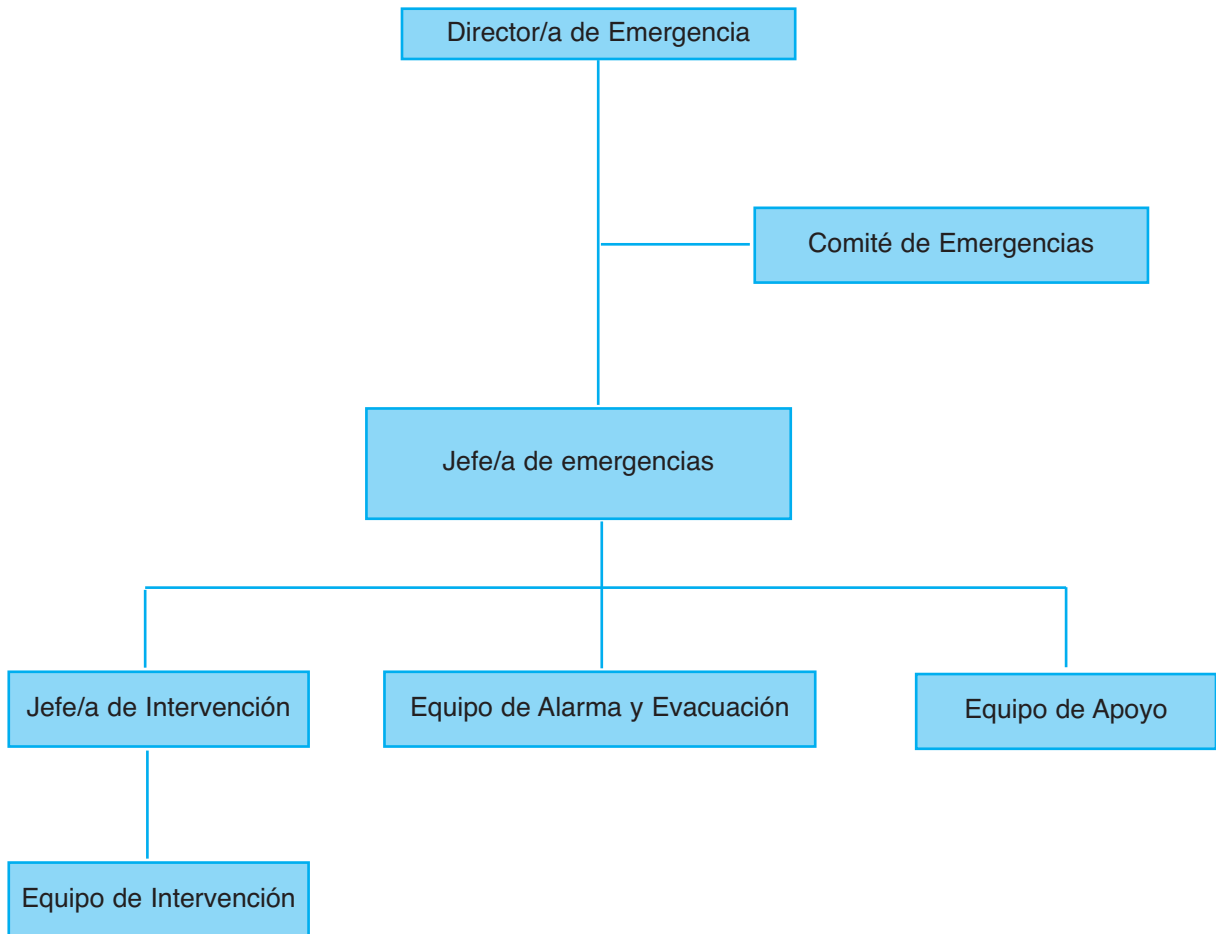 Director/a de Emergencia
Comité de Emergencias
Jefe/a de emergencias
Jefe/a de Intervención
Equipo de Alarma y Evacuación
Equipo de Apoyo
Equipo de Intervención